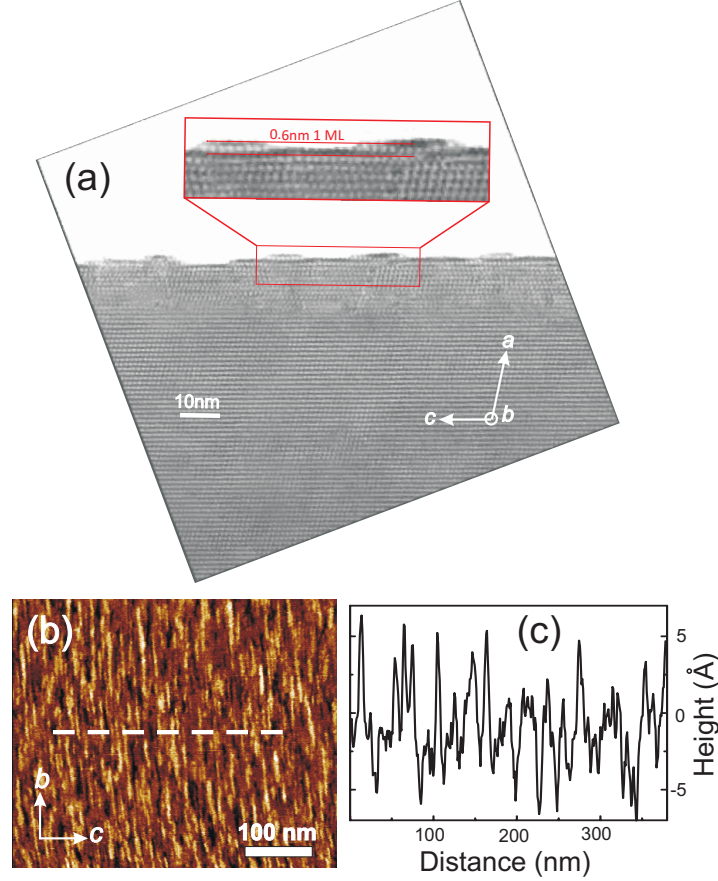 (a)
0.6nm 1 ML
10nm
a
c
b
(b)
b
c
100 nm
(c)
5
0
-5
Height (Å)
100
200
300
Distance (nm)